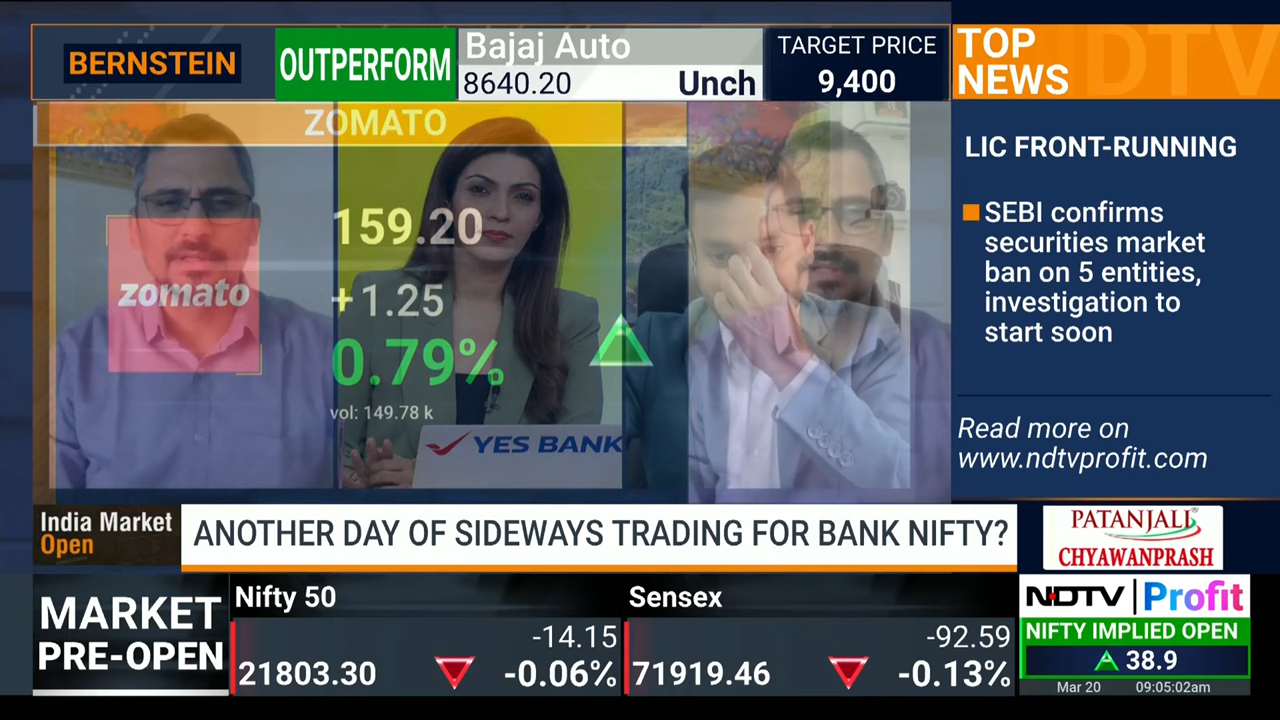 BERNSTEIN
OUTPERFORM
Bajaj Auto
8640.20 Unch
TARGET PRICE
9,400
TOP
NEWS
NDTV
LIC FRONT-RUNNING
SEBI confirms
securities market
ban on 5 entities,
investigation to
start soon
Read more on
www.ndtvprofit.com
ZOMATO
zomato
159.20
+1.25
0.79%
vol: 149.78 k
YES BANK
India Market
Open
ANOTHER DAY OF SIDEWAYS TRADING FOR BANK NIFTY?
PATANJALI
CHYAWANPRASH
MARKET
PRE-OPEN
Nifty 50
-14.15
21803.30 -0.06%
Sensex
-92.59
71919.46 -0.13%
NDTV Profit
NIFTY IMPLIED OPEN
38.9
Mar 20 09:05:02am